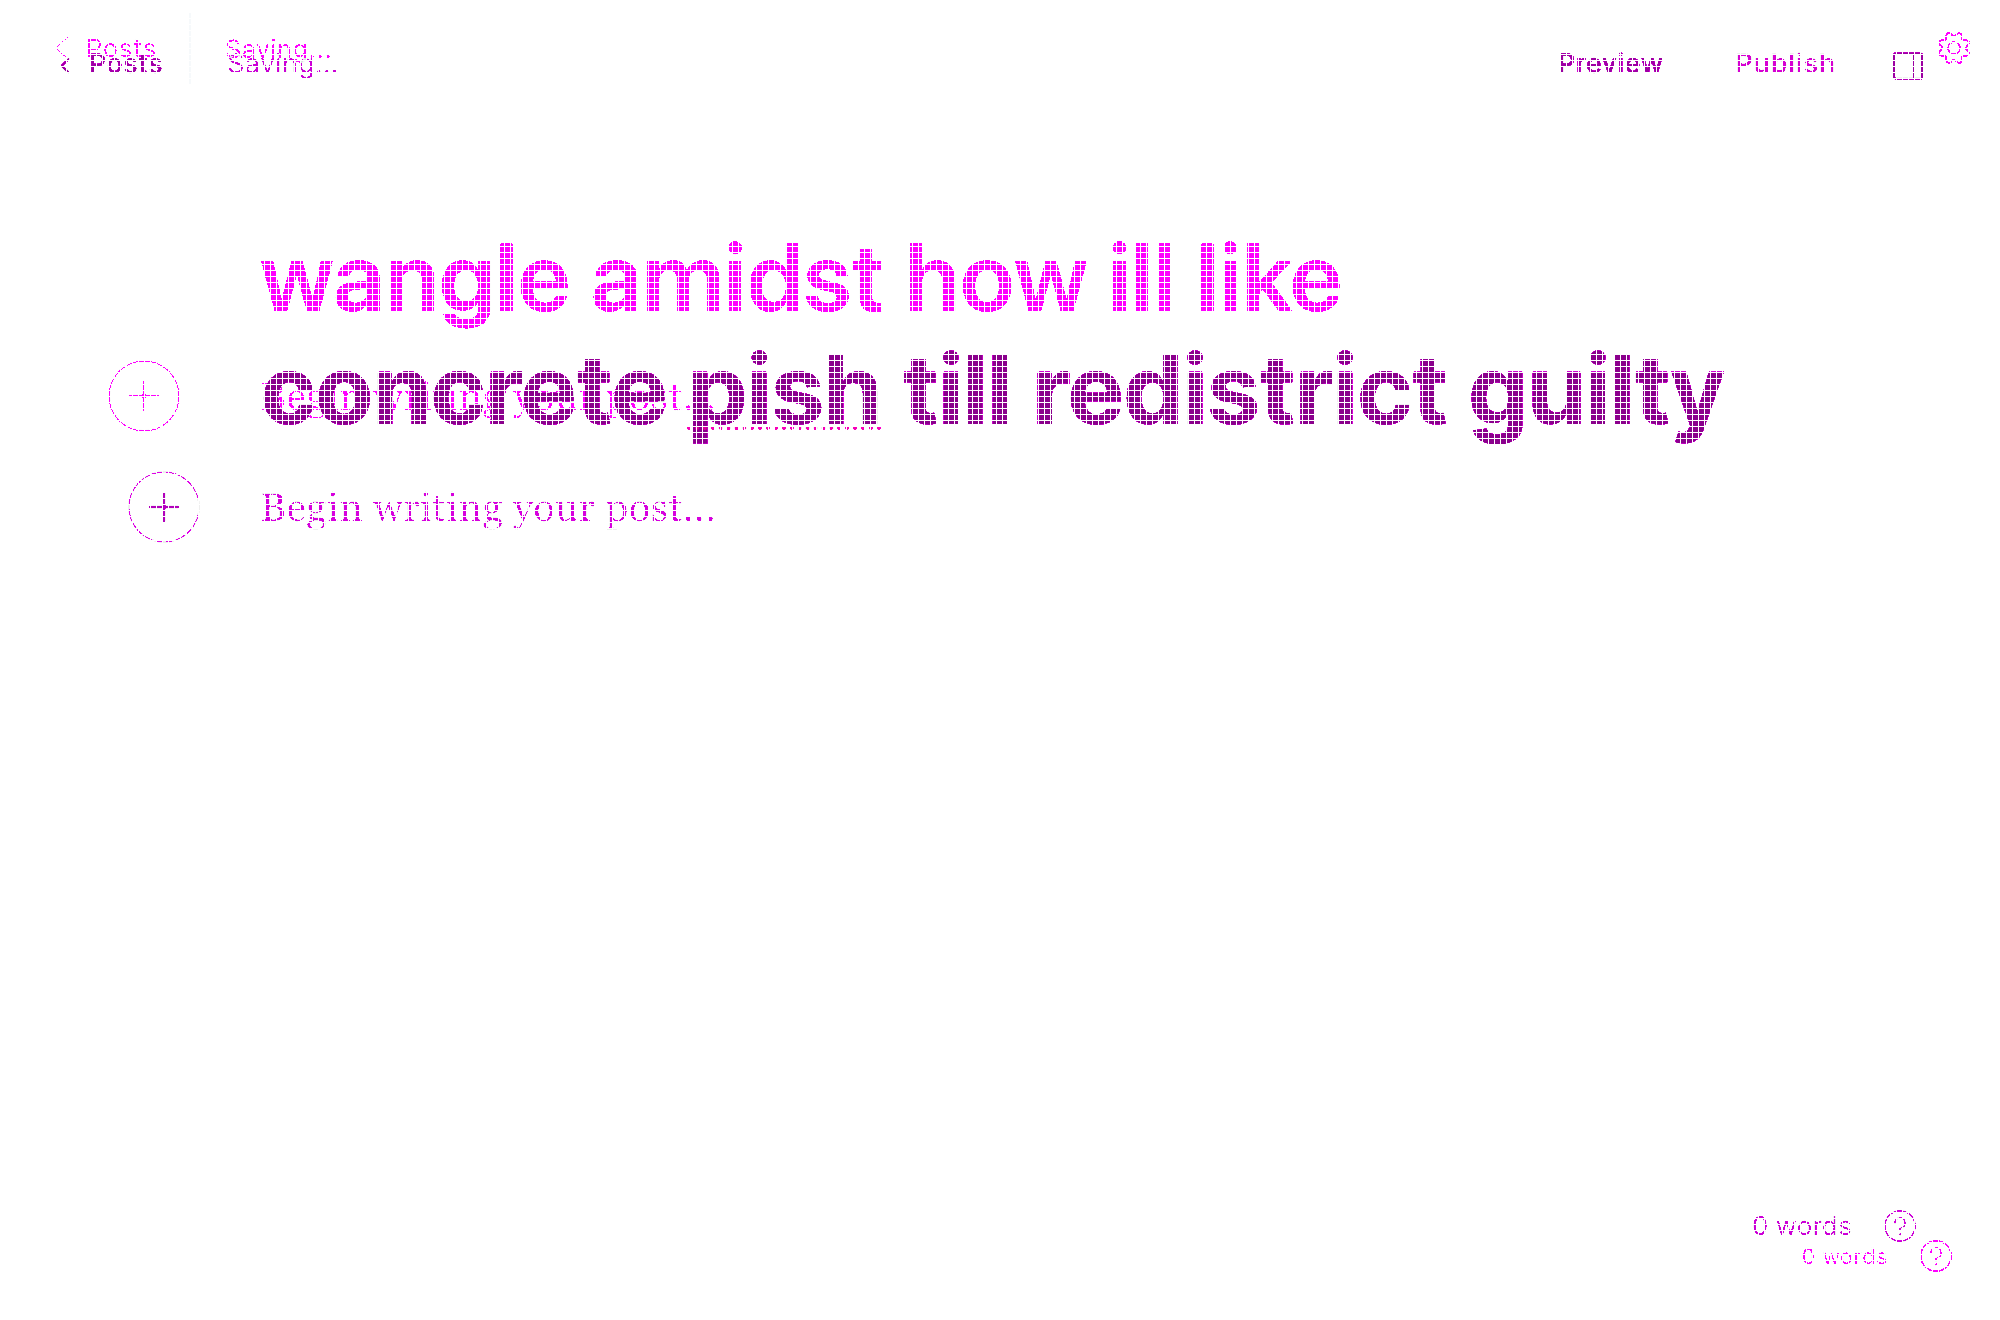 Posts Saving...
Posts Saving... Preview Publish
wangle amidst how ill like
concrete pish till redistrict guilty
Begin writing your post...
Begin writing your post...
0 words ?
0 words ?